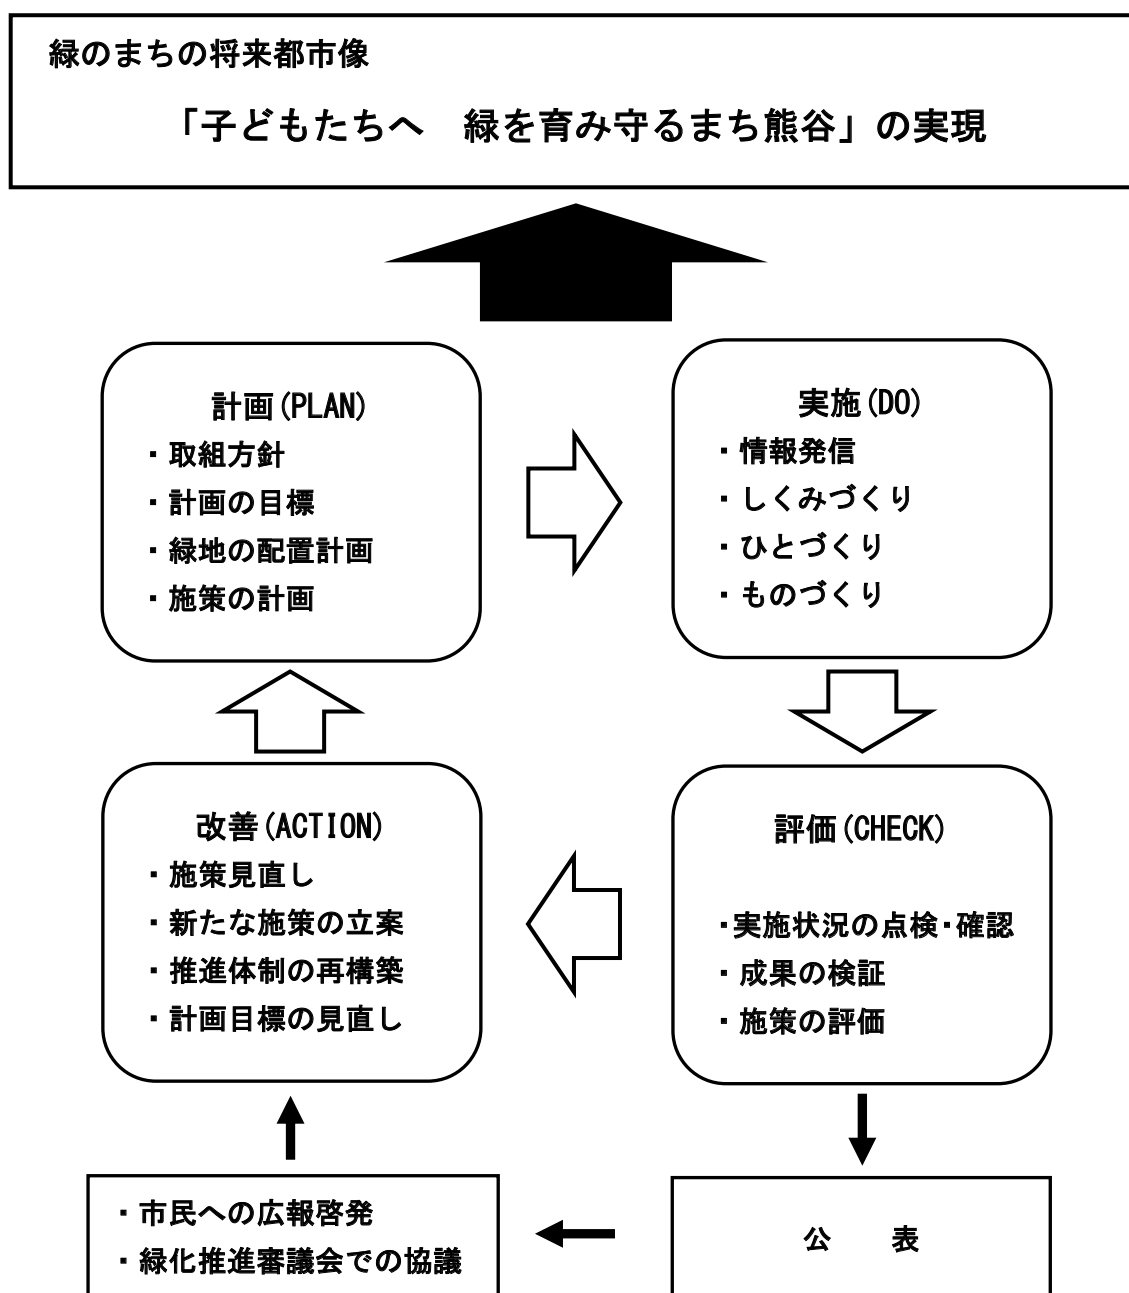 緑のまちの将来都市像
「子どもたちへ　緑を育み守るまち熊谷」の実現
計画(PLAN)
・取組方針
・計画の目標
・緑地の配置計画
・施策の計画
実施(DO)
・情報発信
・しくみづくり
・ひとづくり
・ものづくり
改善(ACTION)
・施策見直し
・新たな施策の立案
・推進体制の再構築
・計画目標の見直し
評価(CHECK)
・実施状況の点検・確認
・成果の検証
・施策の評価
・市民への広報啓発
・緑化推進審議会での協議
公　　表